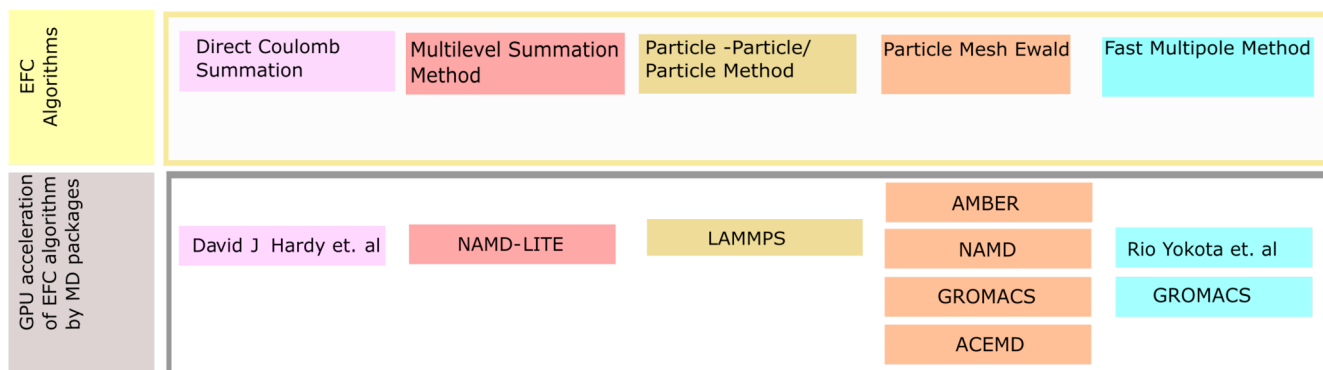 EFC
Algorithms
Direct Coulomb
Summation
Multilevel Summation
Method
Particle -Particle/
Particle Method
Particle Mesh Ewald
Fast Multipole Method
GPU acceleration
of EFC algorithm
by MD packages
David J Hardy et. al
NAMD-LITE
LAMMPS
AMBER
NAMD
GROMACS
ACEMD
Rio Yokota et. al
GROMACS